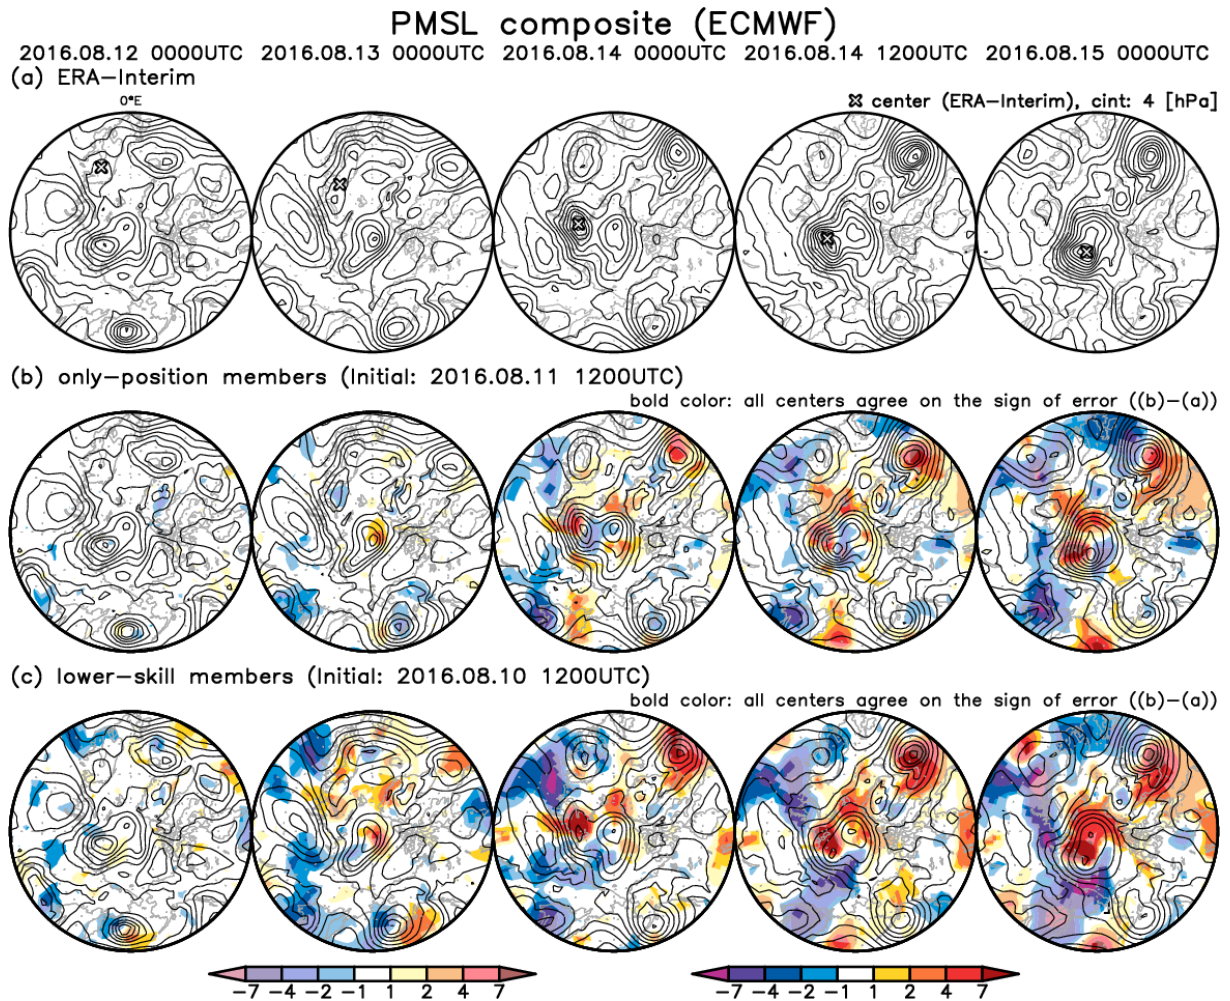 PMSL composite (ECMWF)
2016.08.12 0000UTC 2016.08.13 0000UTC 2016.08.14 0000UTC 2016.08.14 1200UTC 2016.08.15 0000UTC
(a) ERA−Interim
0°E
center (ERA−Interim), cint: 4 [hPa]
(b) only−position members (Initial: 2016.08.11 1200UTC)
bold color: all centers agree on the sign of error ((b)−(a))
(c) lower−skill members (Initial: 2016.08.10 1200UTC)
bold color: all centers agree on the sign of error ((b)−(a))
−7 −4 −2 −1 1 2 4 7 −7 −4 −2 −1 1 2 4 7